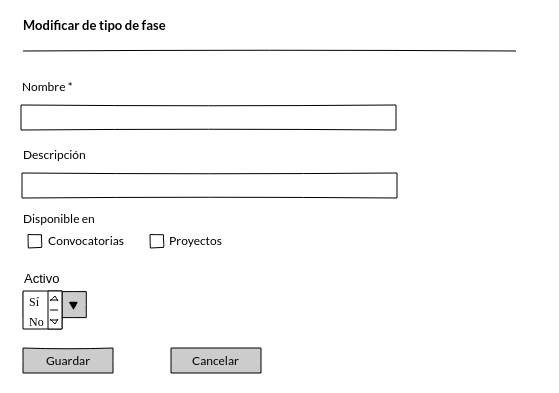 Modificar de tipo de fase
Nombre *
Descripción
Disponible en
Convocatorias Proyectos
Activo
Sí
No
Guardar Cancelar